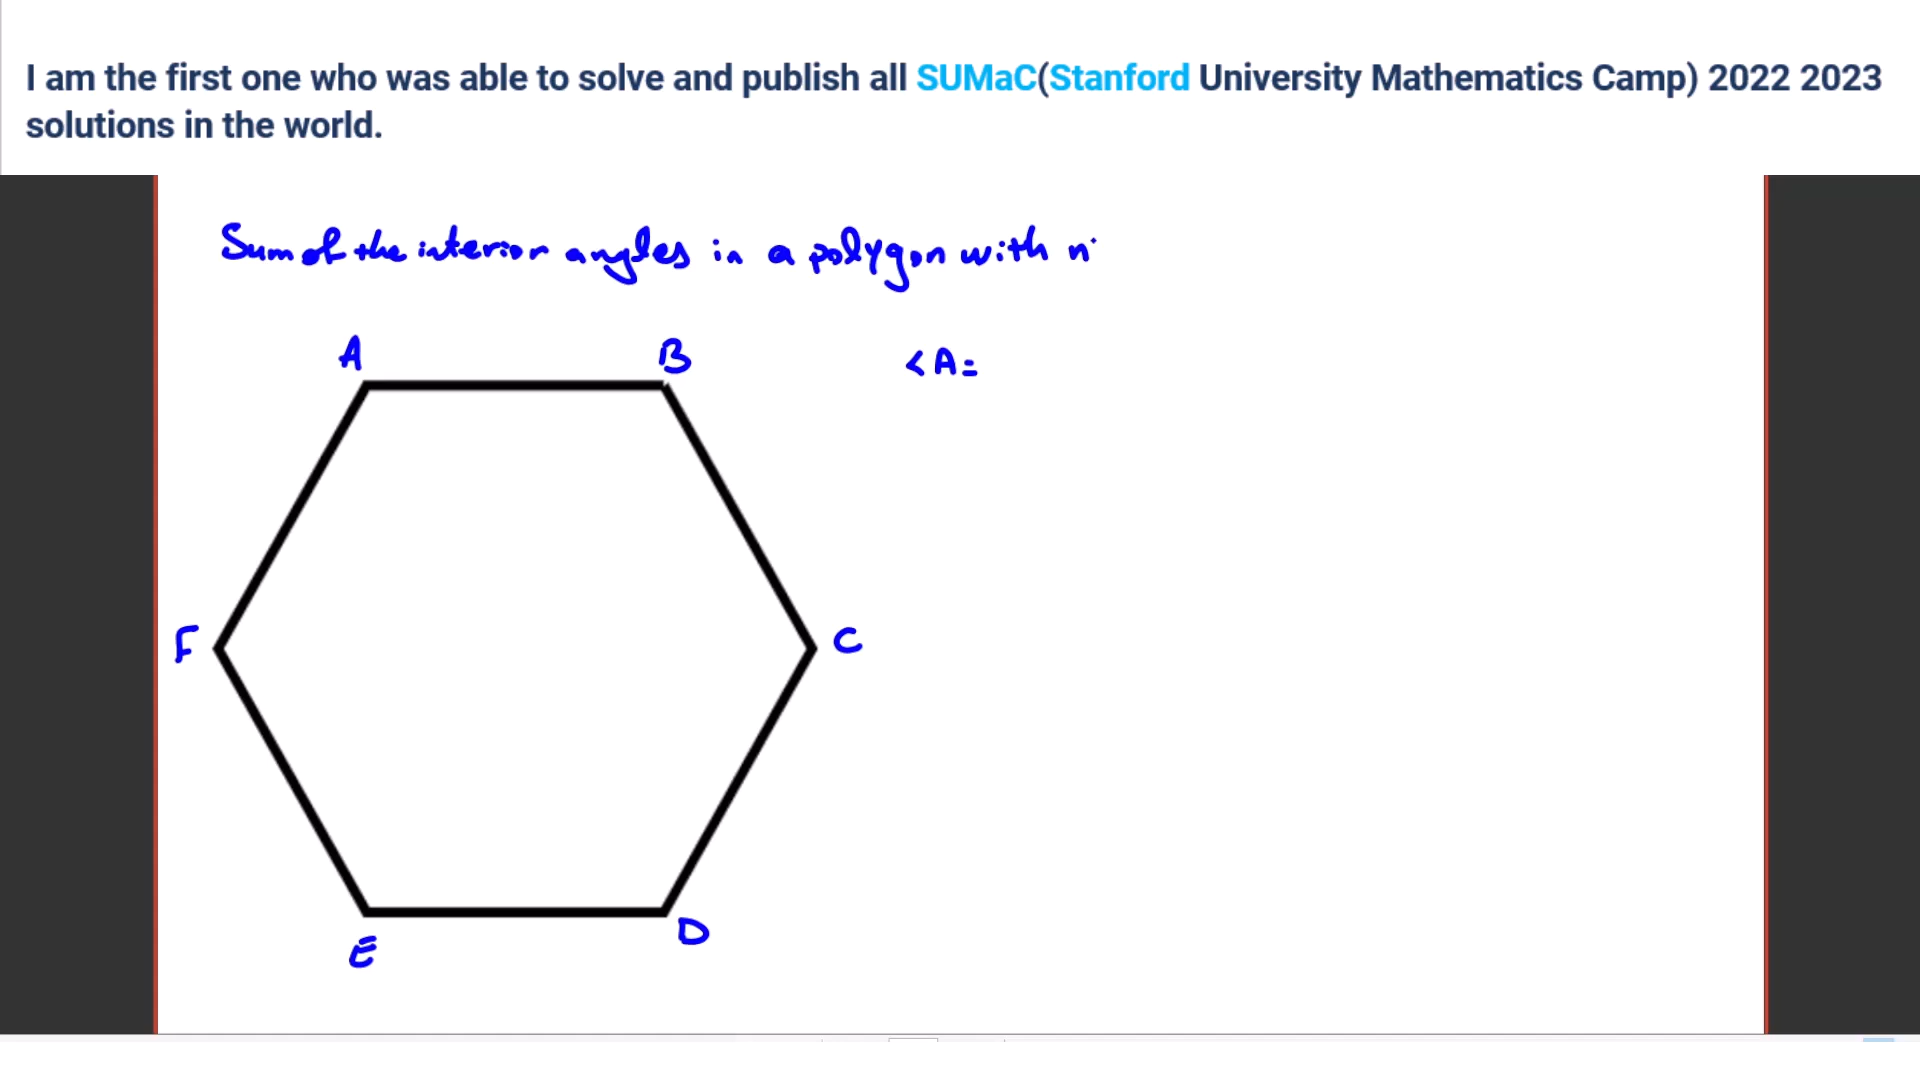 I am the first one who was able to solve and publish all SUMaC(Stanford University Mathematics Camp) 2022 2023
solutions in the world.
Sum of the interior angles in a polygon with n
A
B
<A=
F
C
E
D